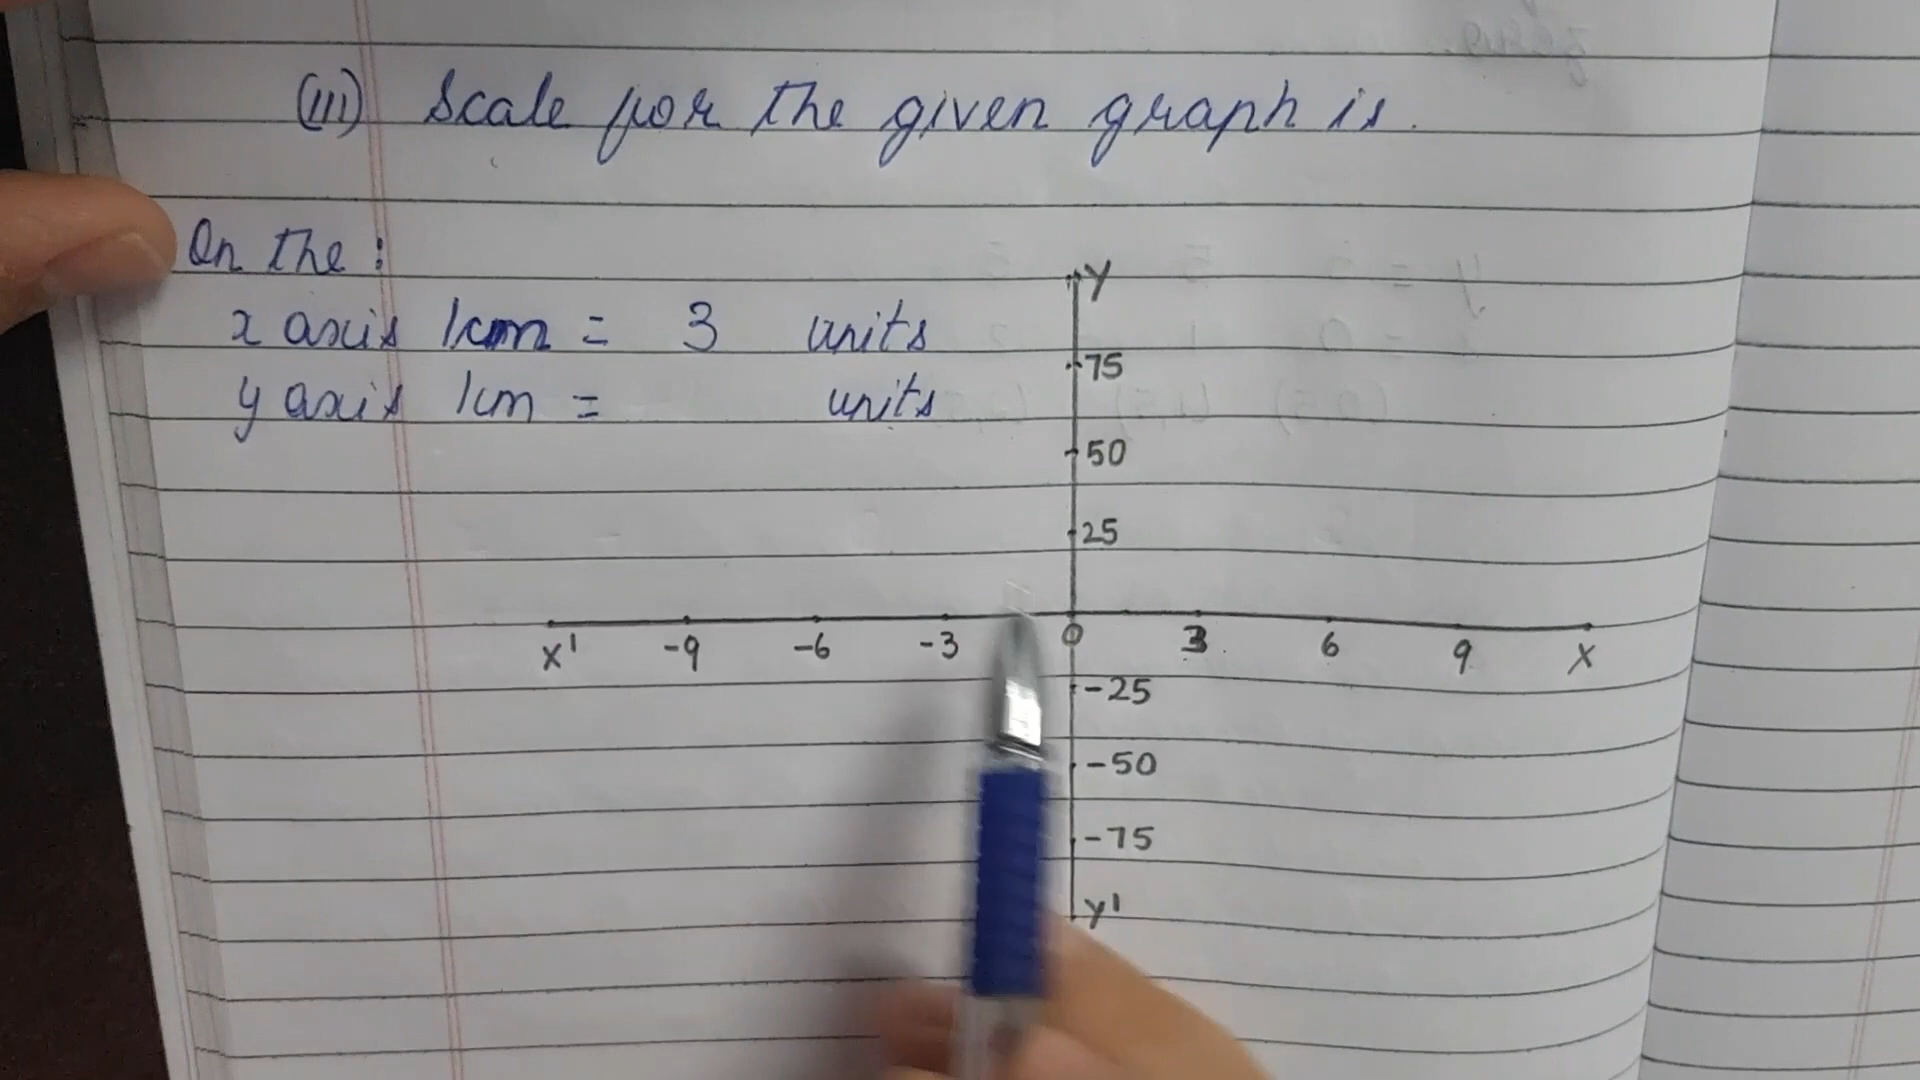 (iii) Scale for the given graph is.
On the:
x axis 1cm = 3 units
y axis 1cm = units
Y
75
50
25
X' -9 -6 -3 0 3 6 9 X
-25
-50
-75
Y'